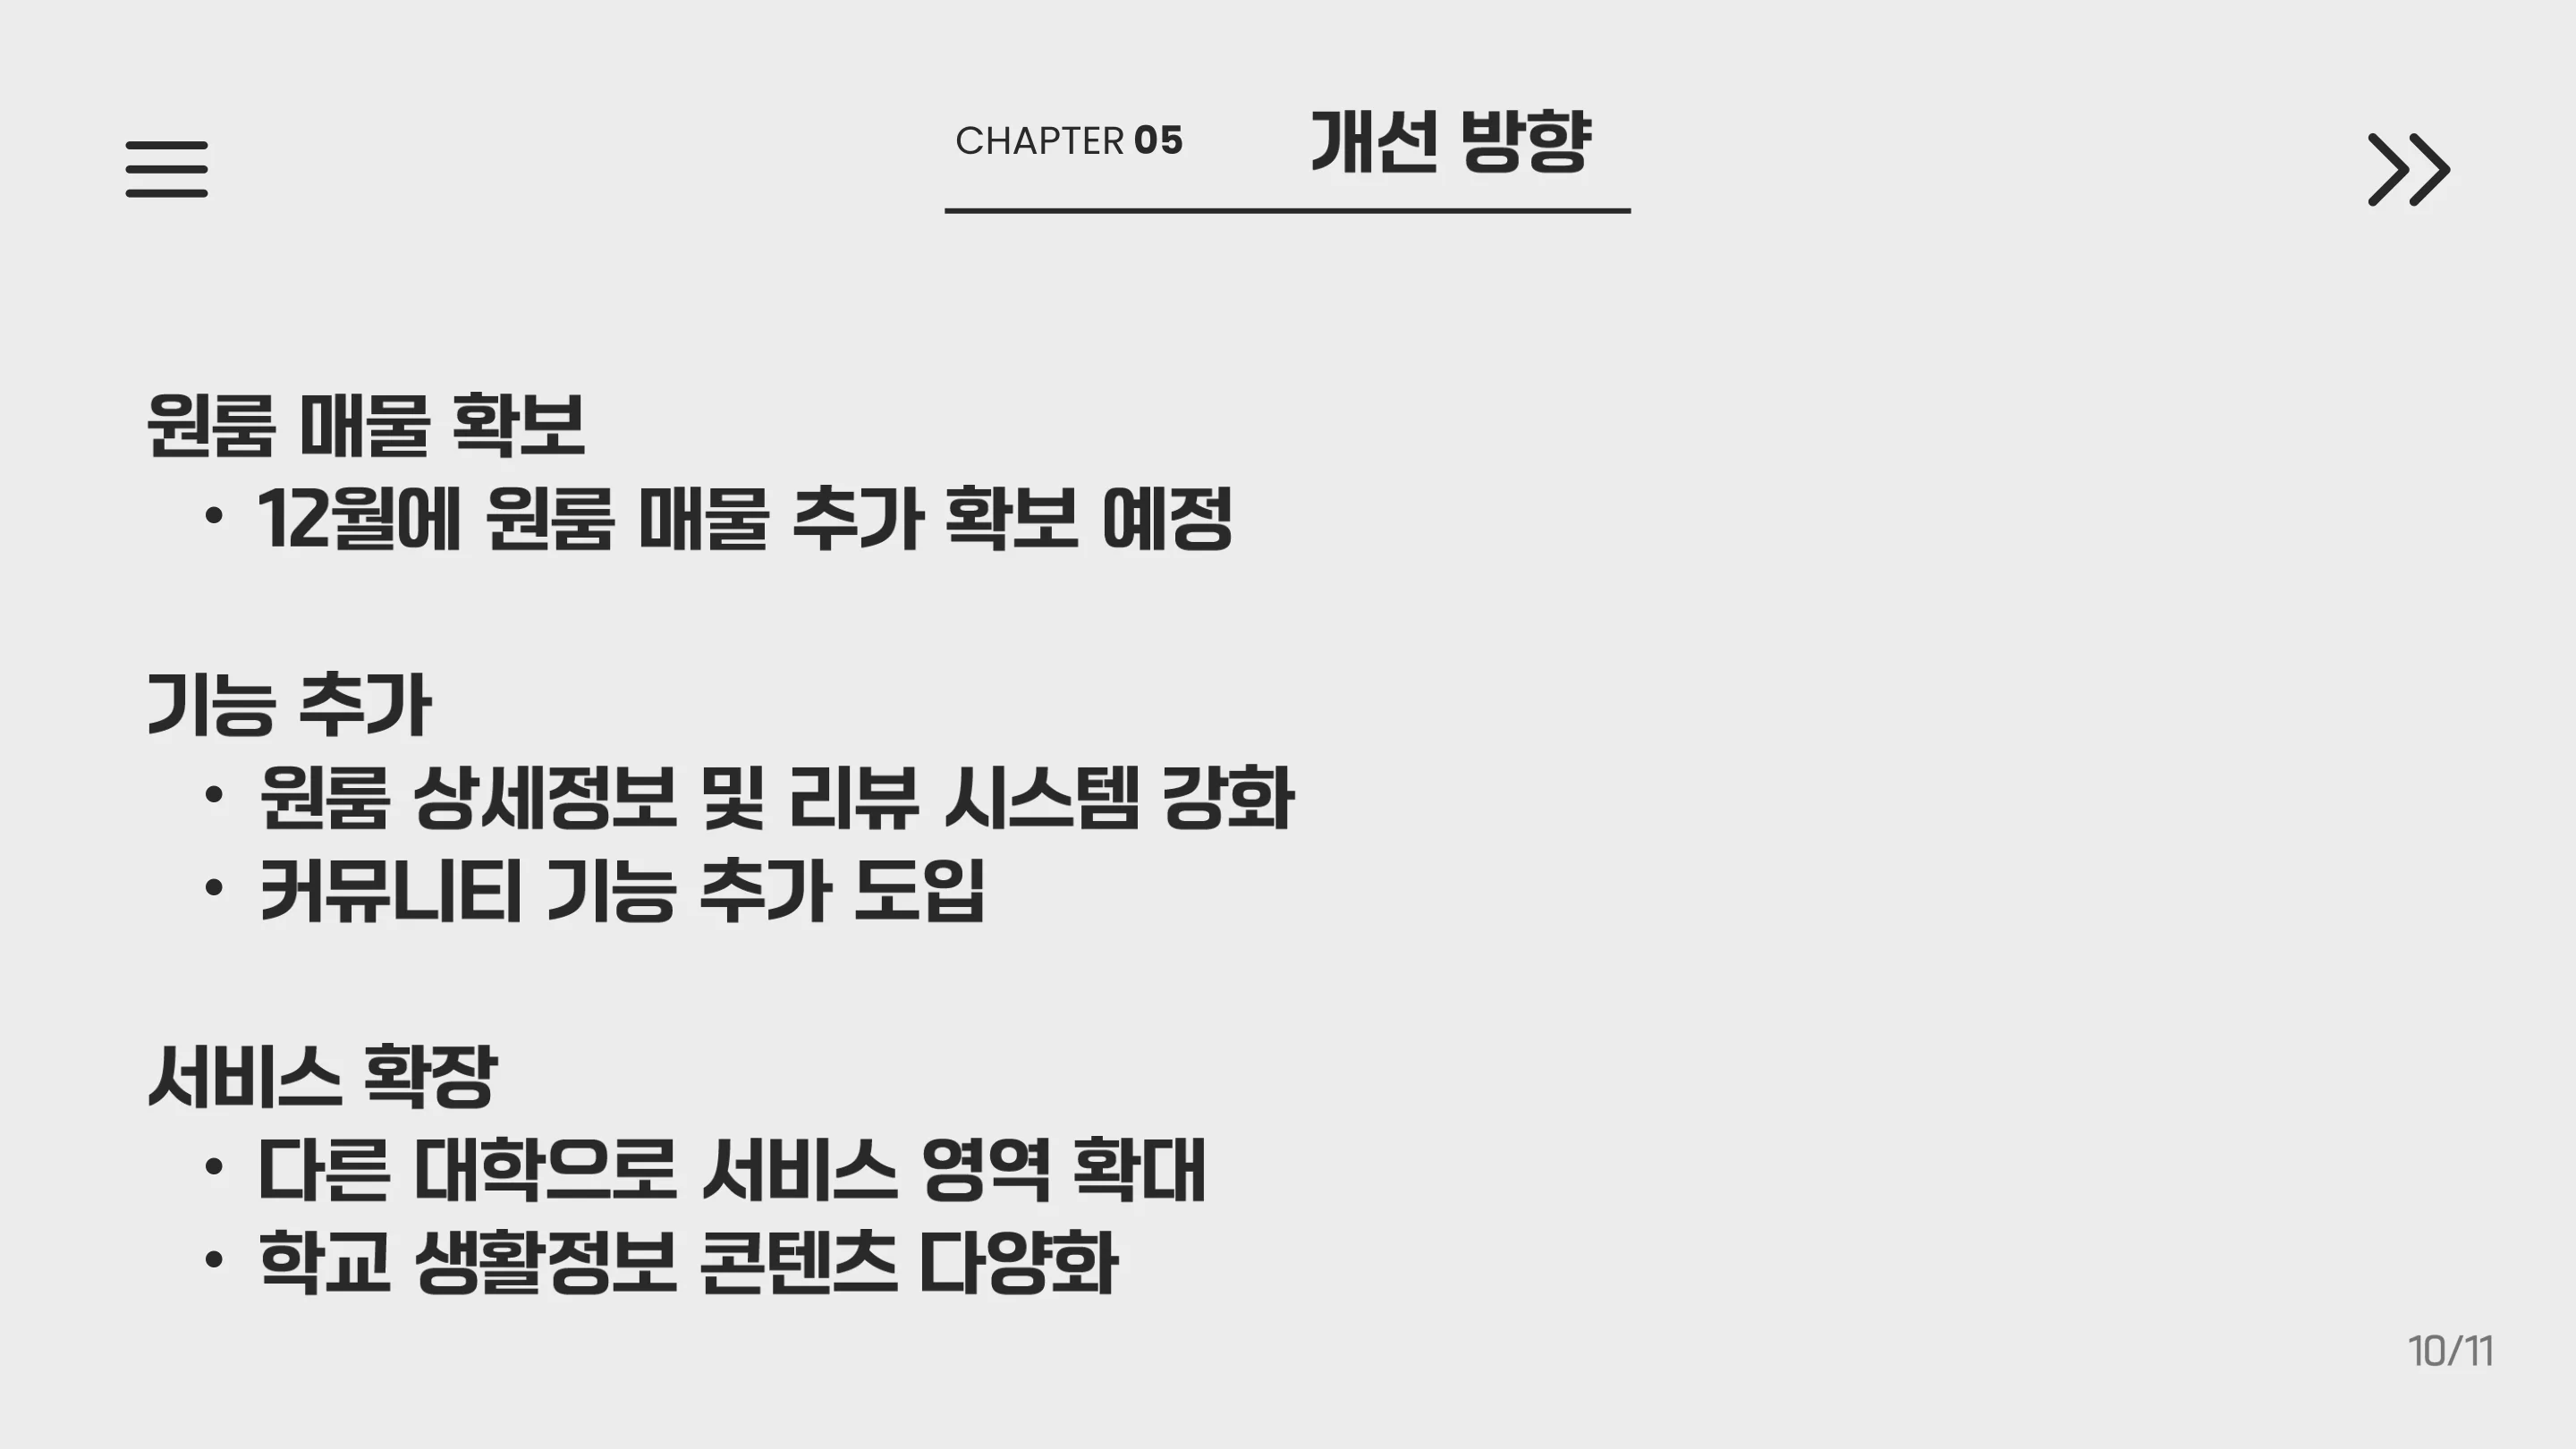 CHAPTER 05 개선 방향
원룸 매물 확보
• 12월에 원룸 매물 추가 확보 예정
기능 추가
• 원룸 상세정보 및 리뷰 시스템 강화
• 커뮤니티 기능 추가 도입
서비스 확장
• 다른 대학으로 서비스 영역 확대
• 학교 생활정보 콘텐츠 다양화
10/11